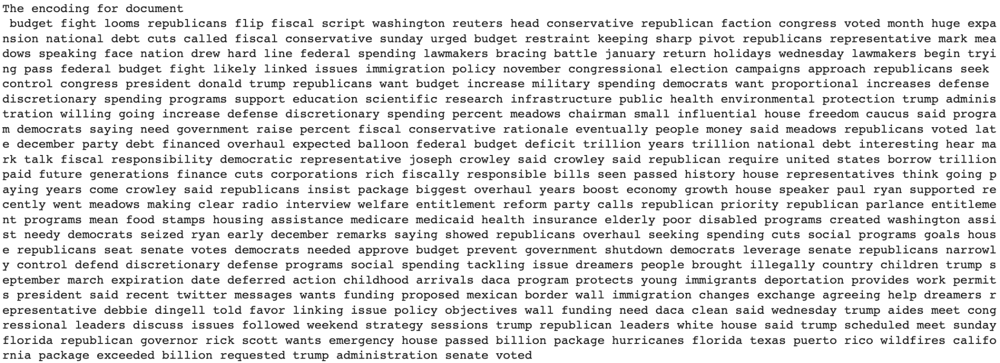 The encoding for document
budget fight looms republicans flip fiscal script washington reuters head conservative republican faction congress voted month huge expa
nsion national debt cuts called fiscal conservative sunday urged budget restraint keeping sharp pivot republicans representative mark mea
dows speaking face nation drew hard line federal spending lawmakers bracing battle january return holidays wednesday lawmakers begin tryi
ng pass federal budget fight likely linked issues immigration policy november congressional election campaigns approach republicans seek
control congress president donald trump republicans want budget increase military spending democrats want proportional increases defense
discretionary spending programs support education scientific research infrastructure public health environmental protection trump adminis
tration willing going increase defense discretionary spending percent meadows chairman small influential house freedom caucus said progra
m democrats saying need government raise percent fiscal conservative rationale eventually people money said meadows republicans voted lat
e december party debt financed overhaul expected balloon federal budget deficit trillion years trillion national debt interesting hear ma
rk talk fiscal responsibility democratic representative joseph crowley said crowley said republican require united states borrow trillion
paid future generations finance cuts corporations rich fiscally responsible bills seen passed history house representatives think going p
aying years come crowley said republicans insist package biggest overhaul years boost economy growth house speaker paul ryan supported re
cently went meadows making clear radio interview welfare entitlement reform party calls republican priority republican parlance entitleme
nt programs mean food stamps housing assistance medicare medicaid health insurance elderly poor disabled programs created washington assi
st needy democrats seized ryan early december remarks saying showed republicans overhaul seeking spending cuts social programs goals hous
e republicans seat senate votes democrats needed approve budget prevent government shutdown democrats leverage senate republicans narrowl
y control defend discretionary defense programs social spending tackling issue dreamers people brought illegally country children trump s
eptember march expiration date deferred action childhood arrivals daca program protects young immigrants deportation provides work permit
s president said recent twitter messages wants funding proposed mexican border wall immigration changes exchange agreeing help dreamers r
epresentative debbie dingell told favor linking issue policy objectives wall funding need daca clean said wednesday trump aides meet cong
ressional leaders discuss issues followed weekend strategy sessions trump republican leaders white house said trump scheduled meet sunday
florida republican governor rick scott wants emergency house passed billion package hurricanes florida texas puerto rico wildfires califo
rnia package exceeded billion requested trump administration senate voted